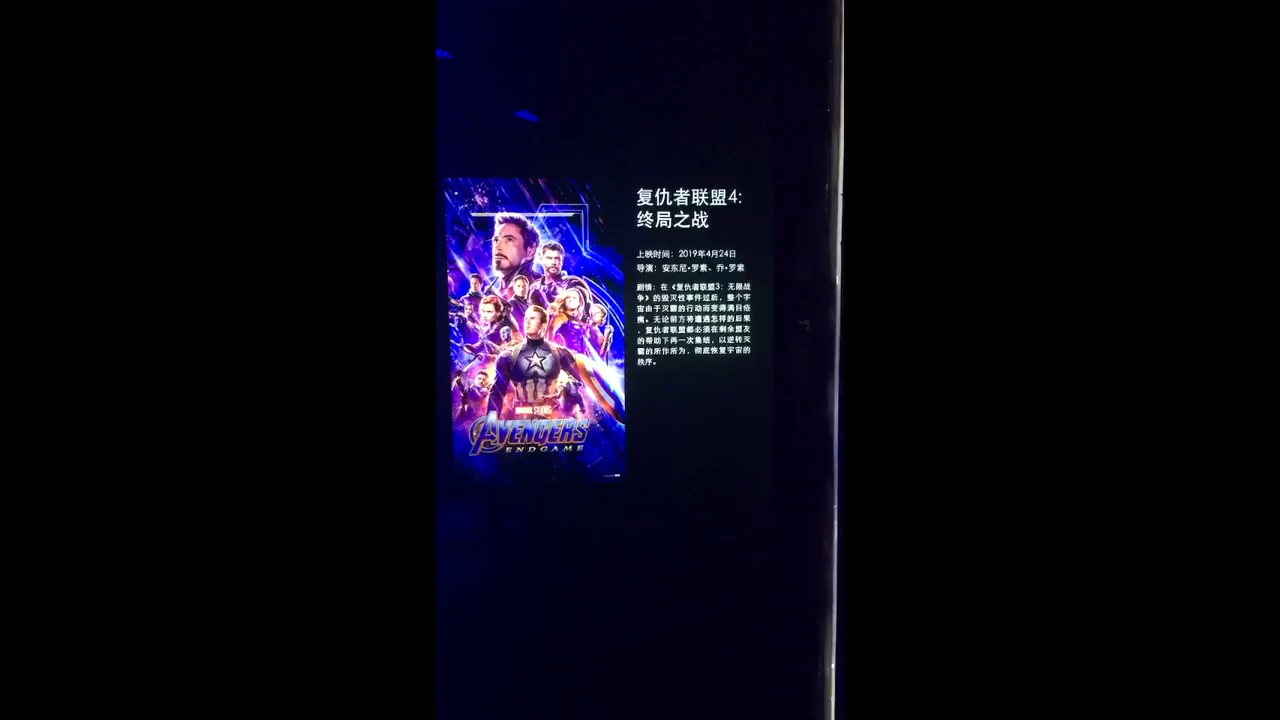 复仇者联盟4:
终局之战
上映时间：2019年4月24日
导演：安东尼·罗素、乔·罗素
剧情：在《复仇者联盟3：无限战
争》的毁灭性事件过后，整个宇
宙由于灭霸的行动而变得满目疮
痍。无论前方将遭遇怎样的后果
，复仇者联盟都必须在剩余盟友
的帮助下再一次集结，以逆转灭
霸的所作所为，彻底恢复宇宙的
秩序。
MARVEL STUDIOS
AVENGERS
ENDGAME